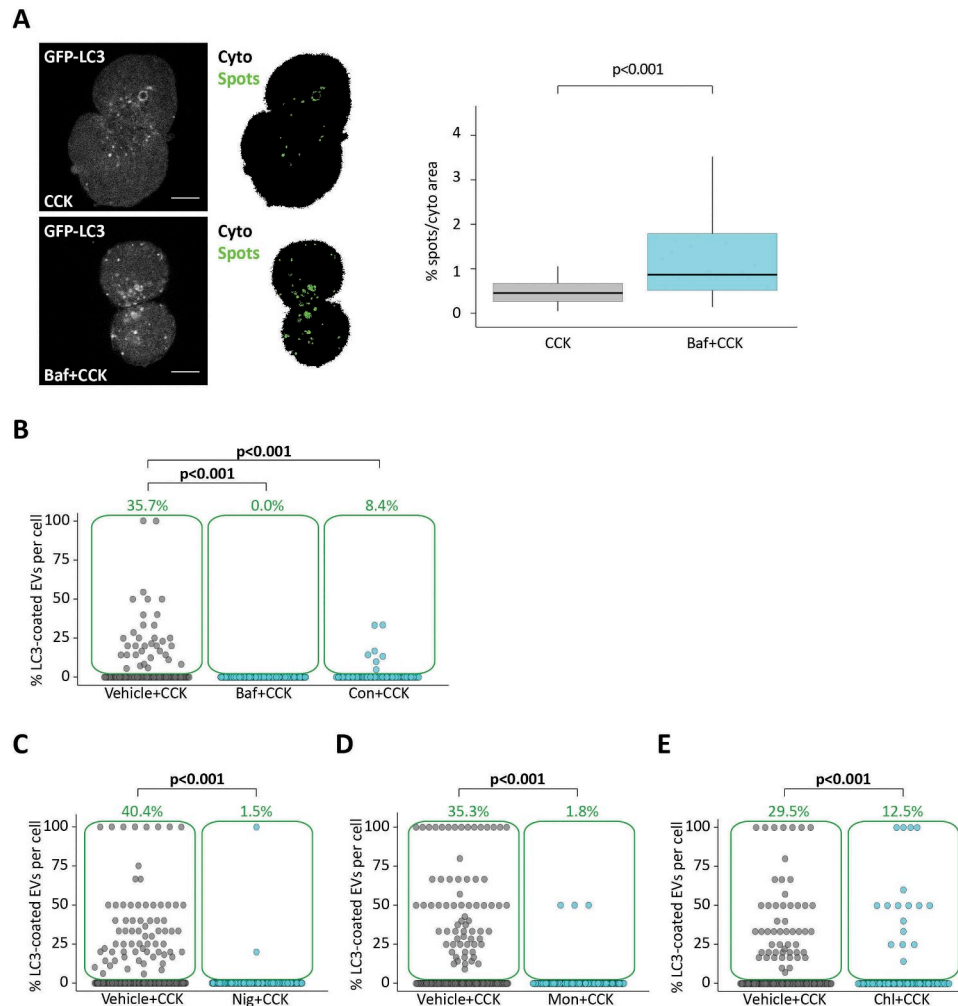 A
GFP-LC3
CCK
Cyto
Spots
GFP-LC3
Baf+CCK
Cyto
Spots
p<0.001
% spots/cyto area
4
3
2
1
0
CCK
Baf+CCK
B
p<0.001
p<0.001
35.7%
0.0%
8.4%
% LC3-coated EVs per cell
100
75
50
25
0
Vehicle+CCK
Baf+CCK
Con+CCK
C
p<0.001
40.4%
1.5%
% LC3-coated EVs per cell
100
75
50
25
0
Vehicle+CCK
Nig+CCK
D
p<0.001
35.3%
1.8%
% LC3-coated EVs per cell
100
75
50
25
0
Vehicle+CCK
Mon+CCK
E
p<0.001
29.5%
12.5%
% LC3-coated EVs per cell
100
75
50
25
0
Vehicle+CCK
Chl+CCK